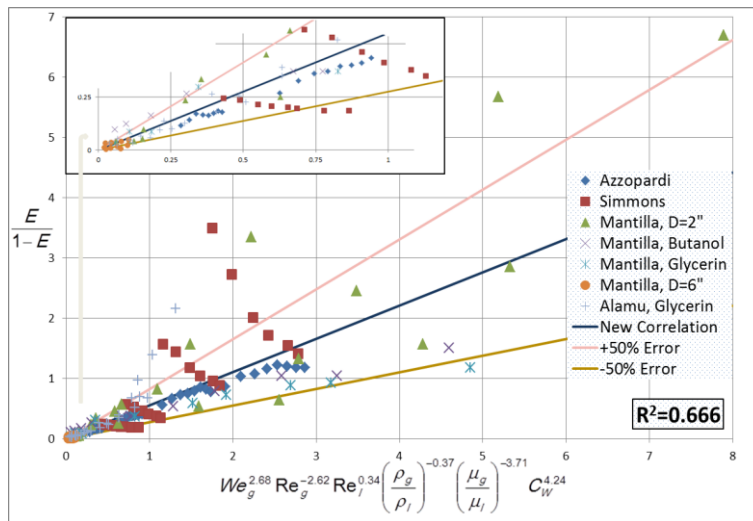 7
6
5
4
3
2
1
0
E
1−E
0.25
0
0 0.25 0.5 0.75 1
Azzopardi
Simmons
Mantilla, D=2"
Mantilla, Butanol
Mantilla, Glycerin
Mantilla, D=6"
Alamu, Glycerin
New Correlation
+50% Error
-50% Error
R²=0.666
0 1 2 3 4 5 6 7 8
We_g^2.68 Re_g^-2.62 Re_l^0.34 (ρ_g/ρ_l)^-0.37 (μ_g/μ_l)^-3.71 C_W^4.24